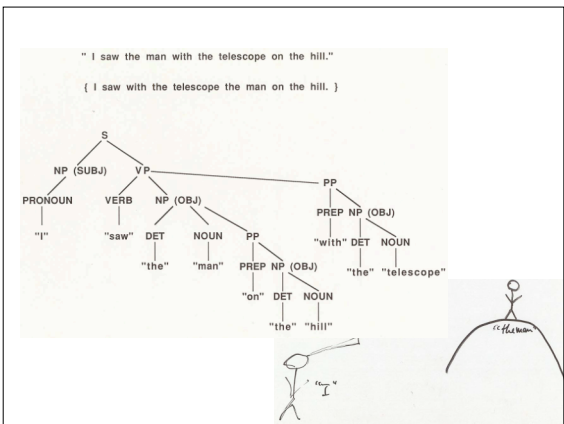 " I saw the man with the telescope on the hill."
{ I saw with the telescope the man on the hill. }
S
NP (SUBJ) VP PP
PRONOUN VERB NP (OBJ) PREP NP (OBJ)
"I" "saw" DET NOUN PP "with" DET NOUN
"the" "man" PREP NP (OBJ) "the" "telescope"
"on" DET NOUN
"the" "hill"
"the man"
"I"